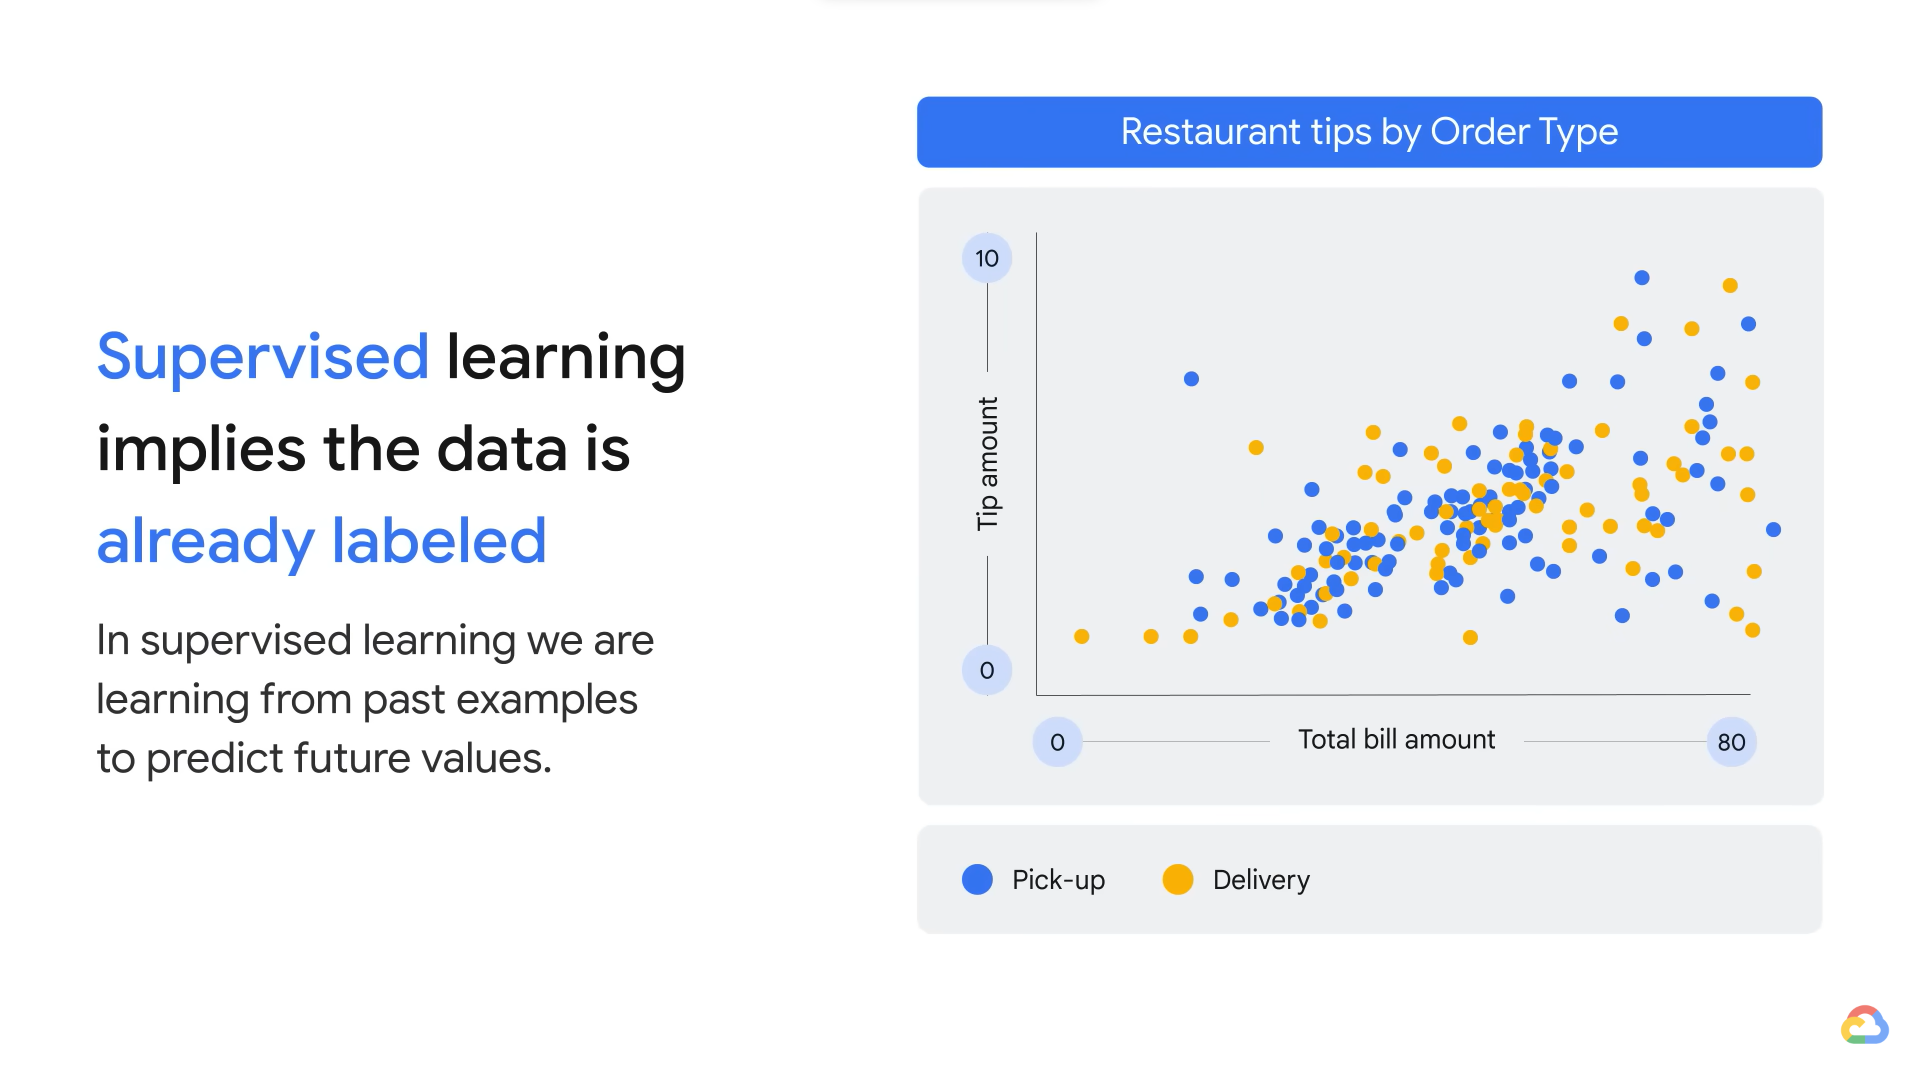 Supervised learning
implies the data is
already labeled
In supervised learning we are
learning from past examples
to predict future values.
Restaurant tips by Order Type
10
Tip amount
0
0
Total bill amount
80
Pick-up
Delivery